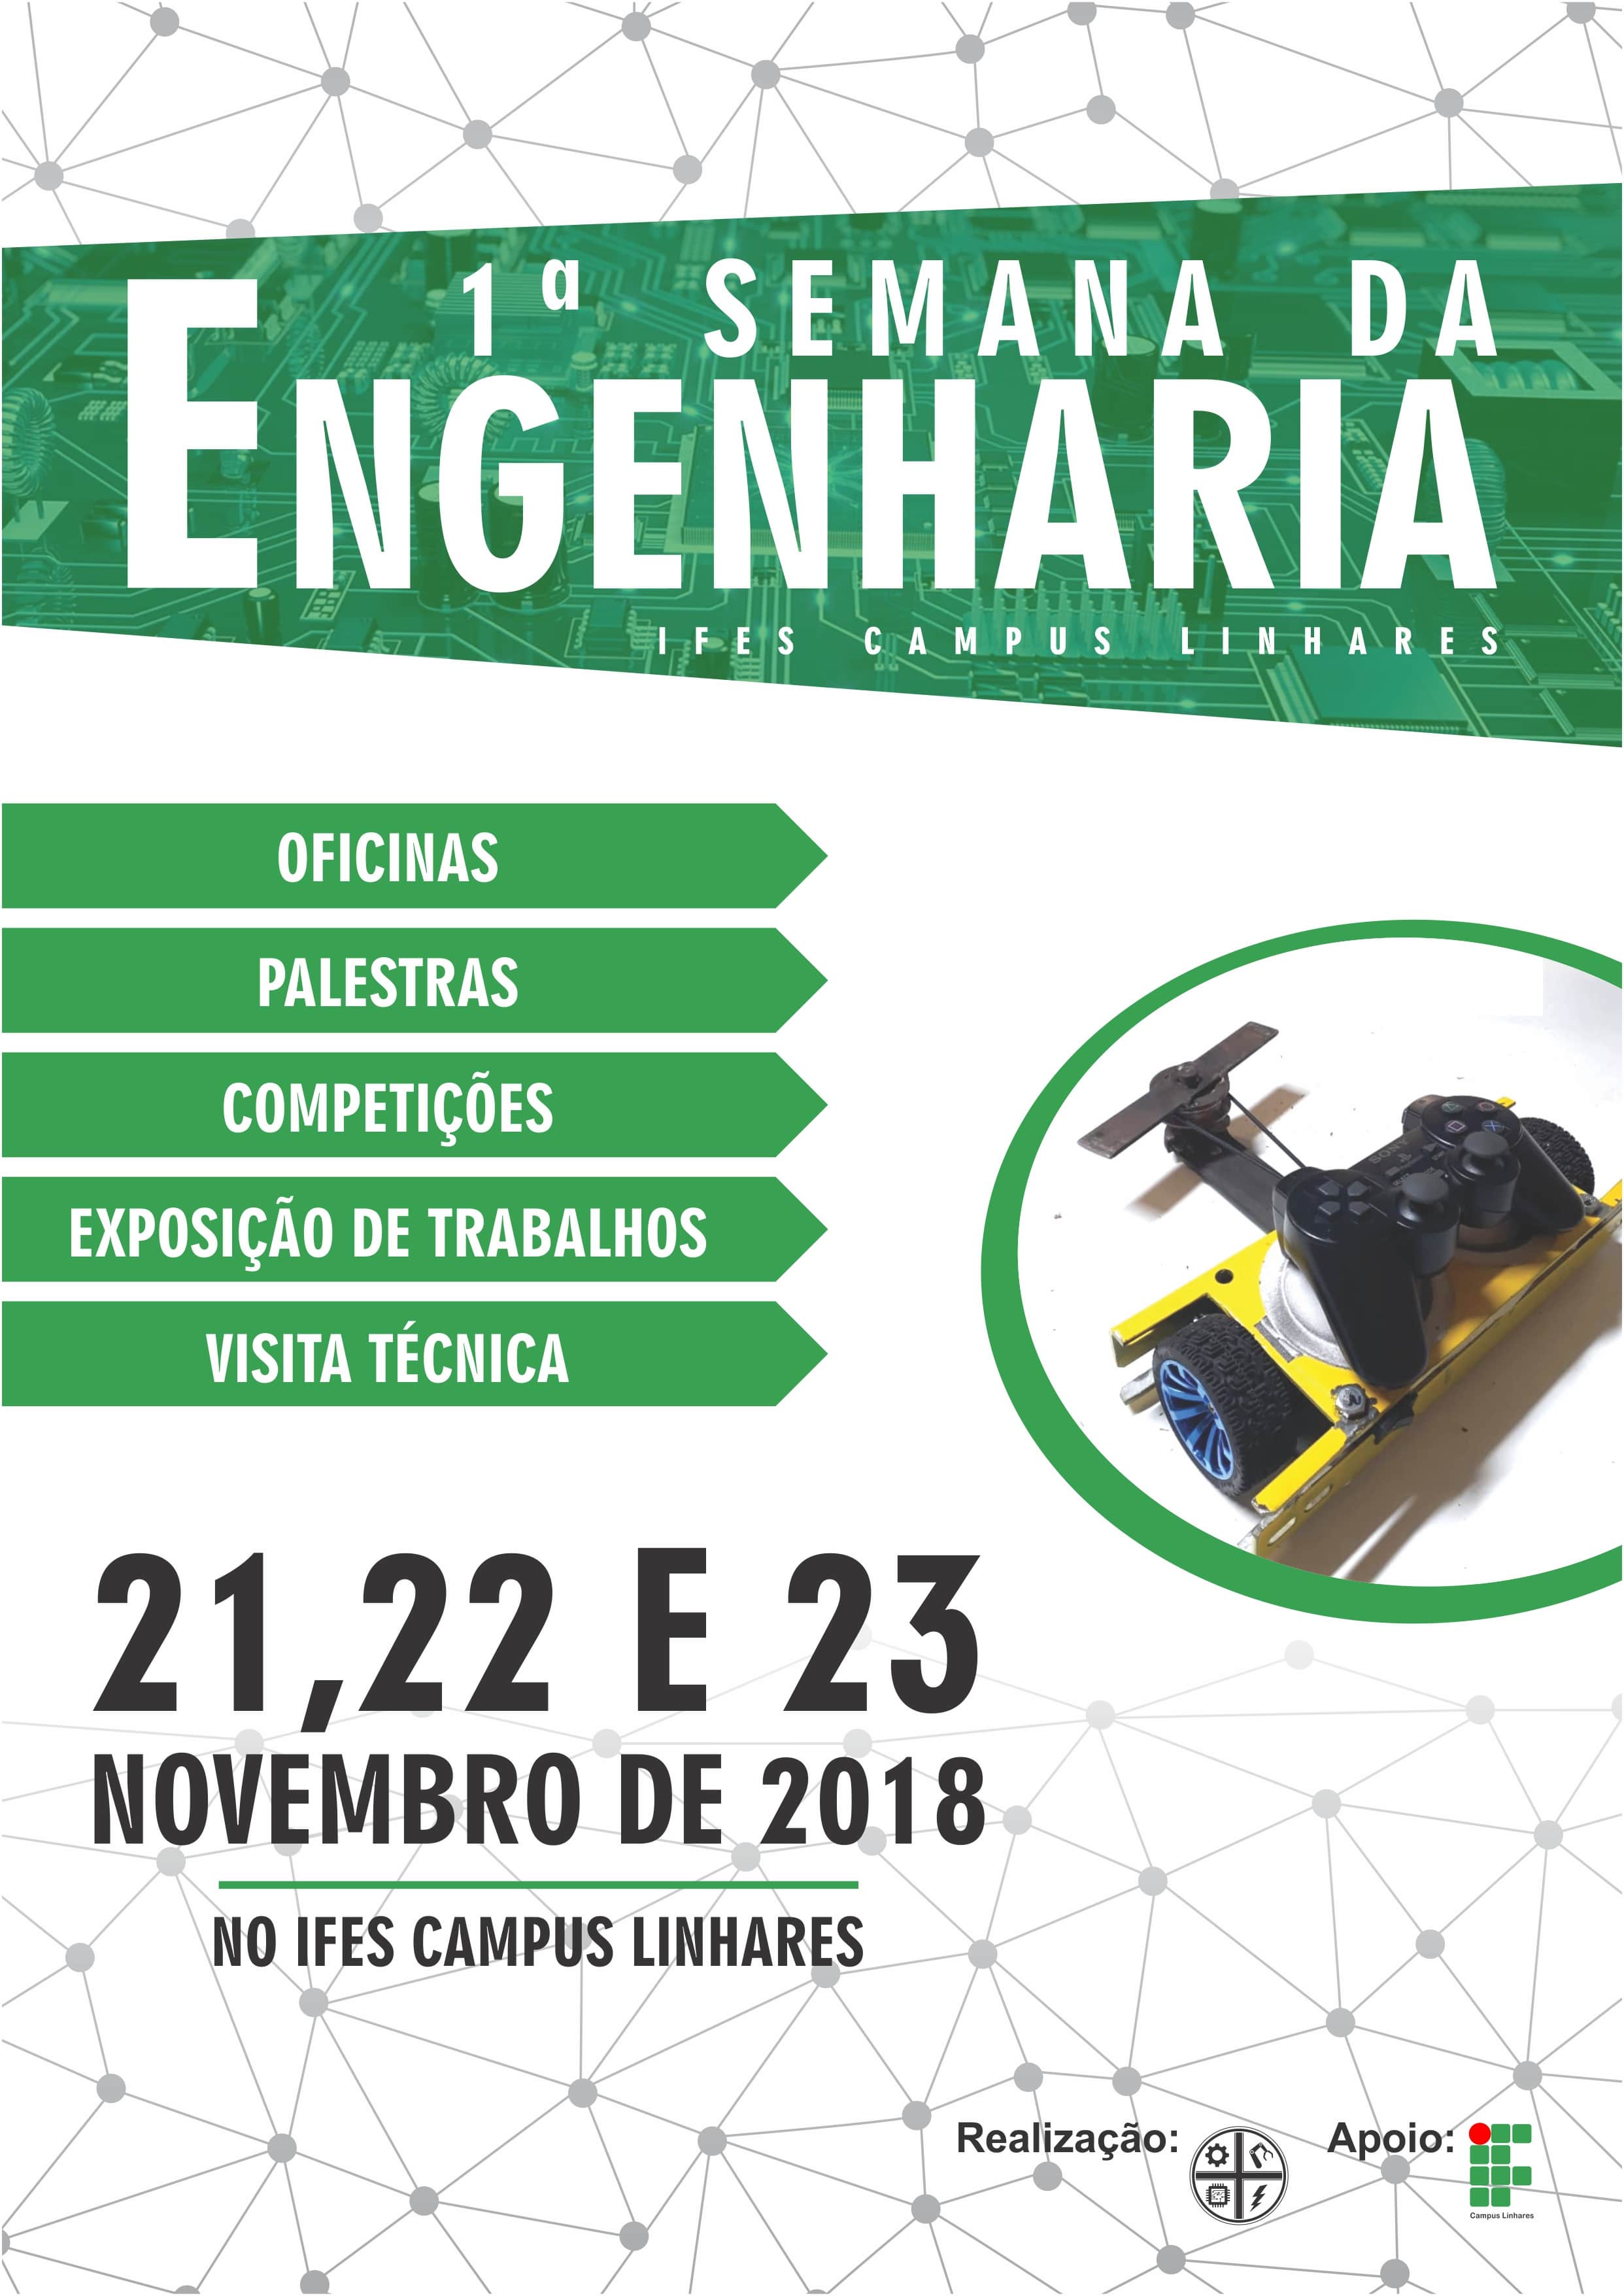 1ª SEMANA DA
ENGENHARIA
IFES CAMPUS LINHARES
OFICINAS
PALESTRAS
COMPETIÇÕES
EXPOSIÇÃO DE TRABALHOS
VISITA TÉCNICA
SONY
21,22 E 23
NOVEMBRO DE 2018
NO IFES CAMPUS LINHARES
Realização:
Apoio:
Campus Linhares